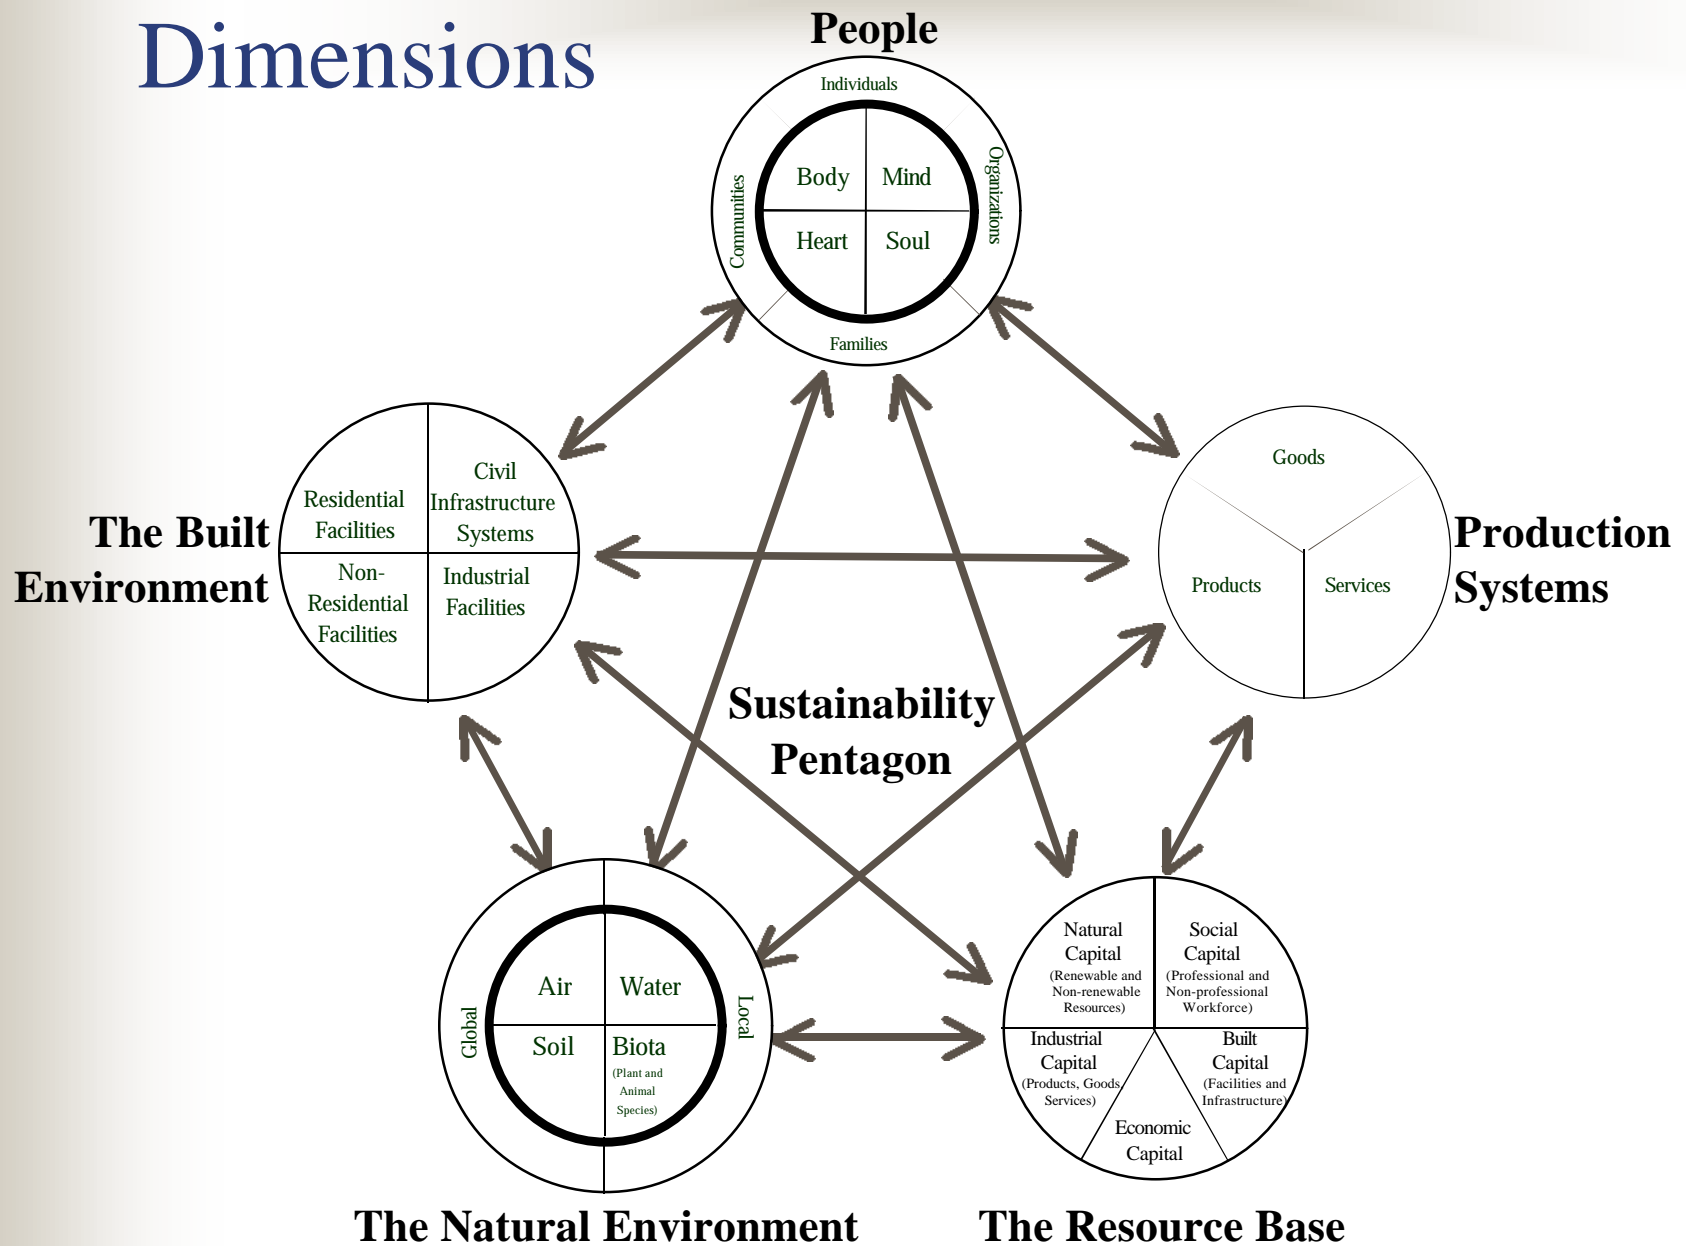 Dimensions
People
Individuals
Communities
Organizations
Body
Mind
Heart
Soul
Families
The Built
Environment
Residential
Facilities
Civil
Infrastructure
Systems
Non-
Residential
Facilities
Industrial
Facilities
Goods
Products
Services
Production
Systems
Sustainability
Pentagon
Global
Local
Air
Water
Soil
Biota
(Plant and
Animal
Species)
The Natural Environment
Natural
Capital
(Renewable and
Non-renewable
Resources)
Social
Capital
(Professional and
Non-professional
Workforce)
Industrial
Capital
(Products, Goods,
Services)
Built
Capital
(Facilities and
Infrastructure)
Economic
Capital
The Resource Base